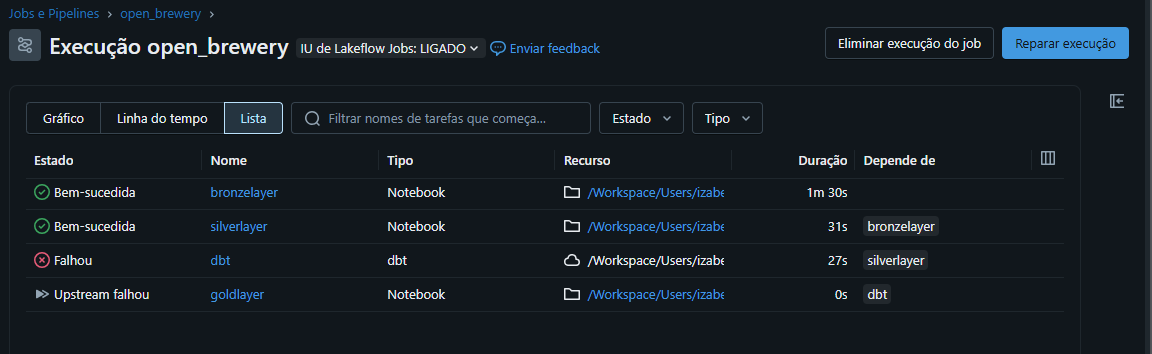 Jobs e Pipelines › open_brewery ›
Execução open_brewery IU de Lakeflow Jobs: LIGADO Enviar feedback Eliminar execução do job Reparar execução
Gráfico Linha do tempo Lista Filtrar nomes de tarefas que começa... Estado Tipo
Estado Nome Tipo Recurso Duração Depende de
Bem-sucedida bronzelayer Notebook /Workspace/Users/izabe 1m 30s
Bem-sucedida silverlayer Notebook /Workspace/Users/izabe 31s bronzelayer
Falhou dbt dbt /Workspace/Users/izabe 27s silverlayer
Upstream falhou goldlayer Notebook /Workspace/Users/izabe 0s dbt